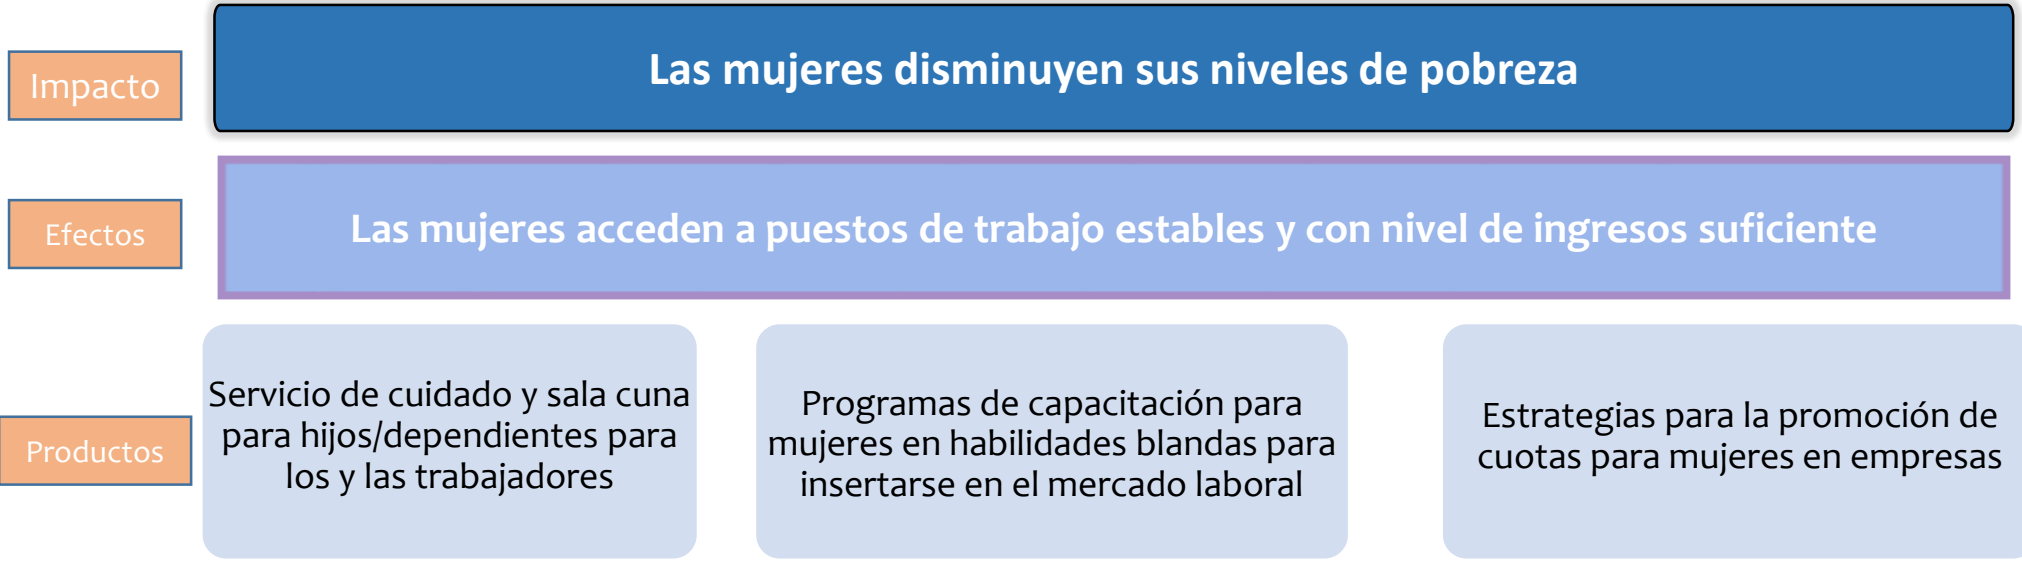 Impacto
Las mujeres disminuyen sus niveles de pobreza
Efectos
Las mujeres acceden a puestos de trabajo estables y con nivel de ingresos suficiente
Productos
Servicio de cuidado y sala cuna
para hijos/dependientes para
los y las trabajadores
Programas de capacitación para
mujeres en habilidades blandas para
insertarse en el mercado laboral
Estrategias para la promoción de
cuotas para mujeres en empresas